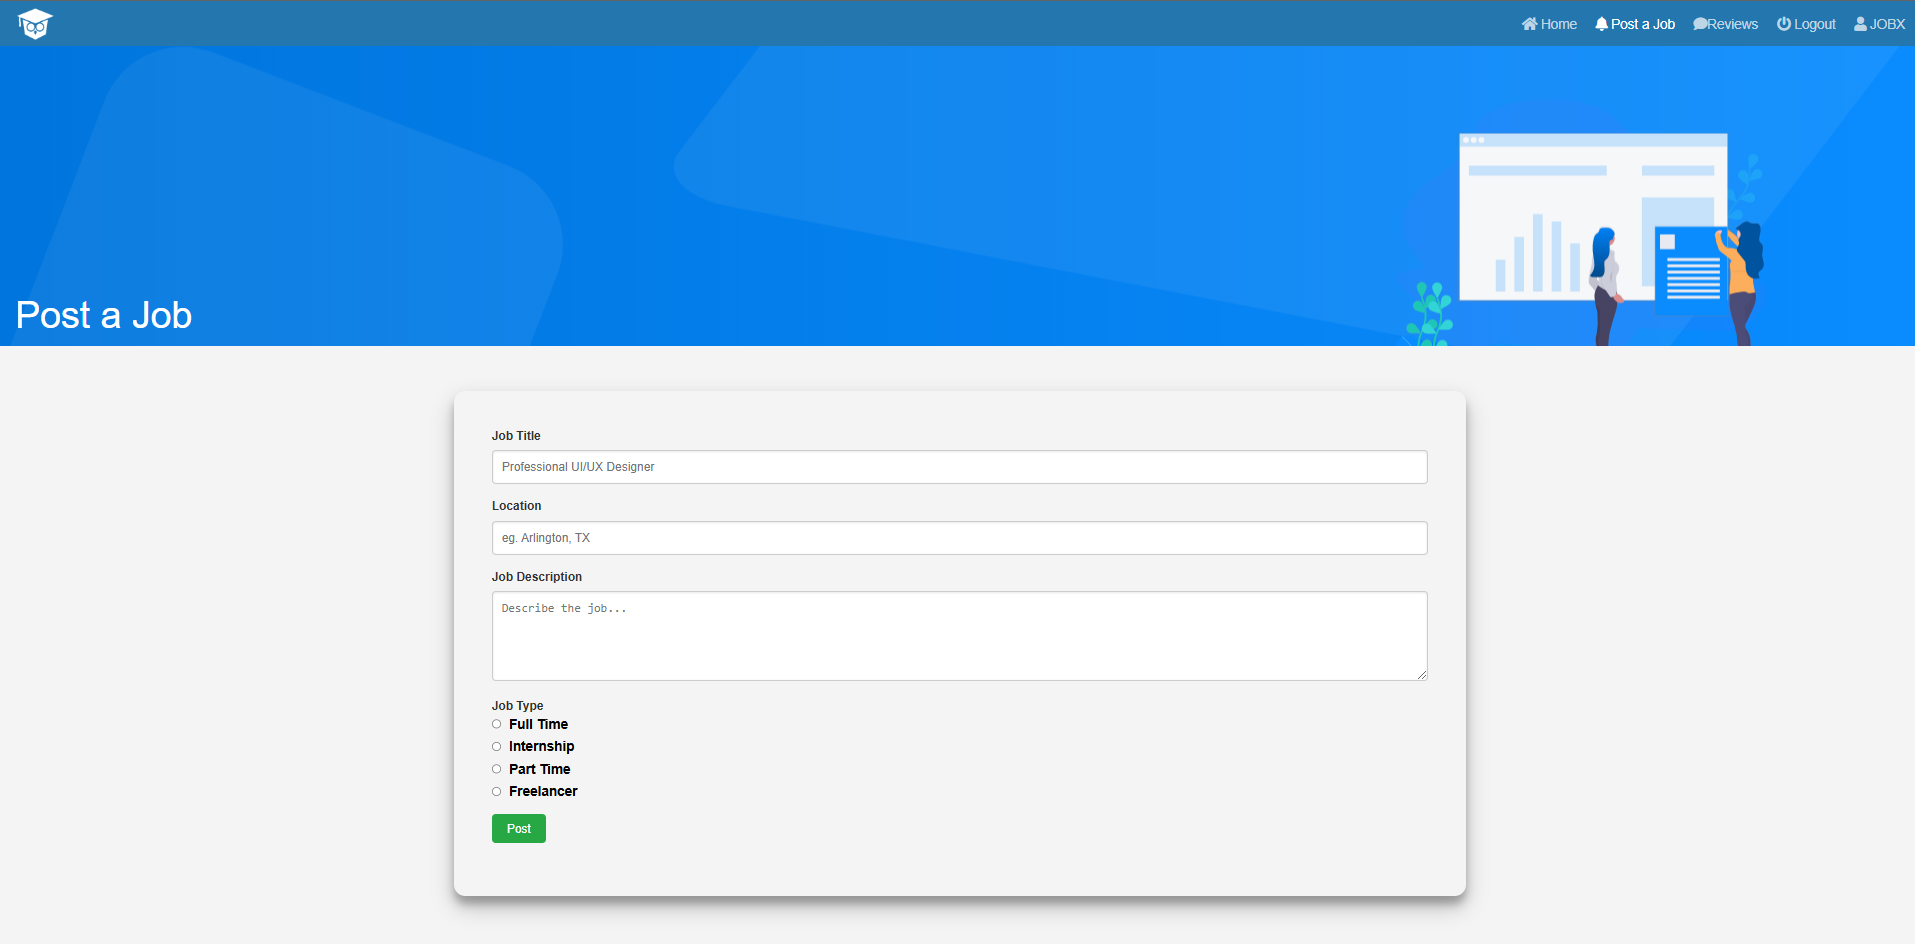 Home Post a Job Reviews Logout JOBX
Post a Job
Job Title
Professional UI/UX Designer
Location
eg. Arlington, TX
Job Description
Describe the job...
Job Type
Full Time
Internship
Part Time
Freelancer
Post